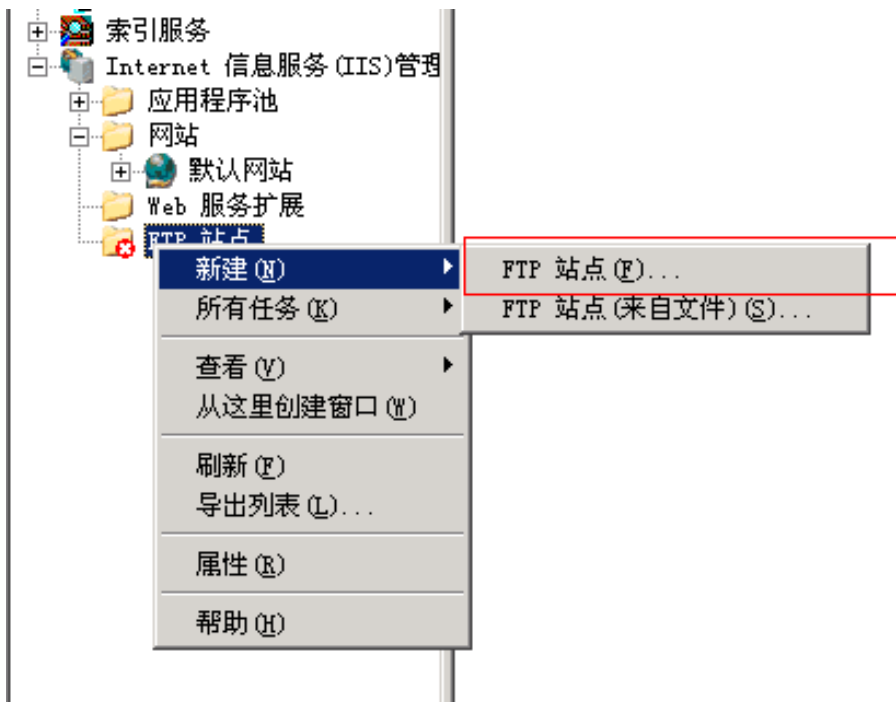 索引服务
Internet 信息服务(IIS)管理
应用程序池
网站
默认网站
Web 服务扩展
FTP 站点
新建(N)
FTP 站点(F)...
所有任务(K)
FTP 站点(来自文件)(S)...
查看(V)
从这里创建窗口(W)
刷新(F)
导出列表(L)...
属性(R)
帮助(H)